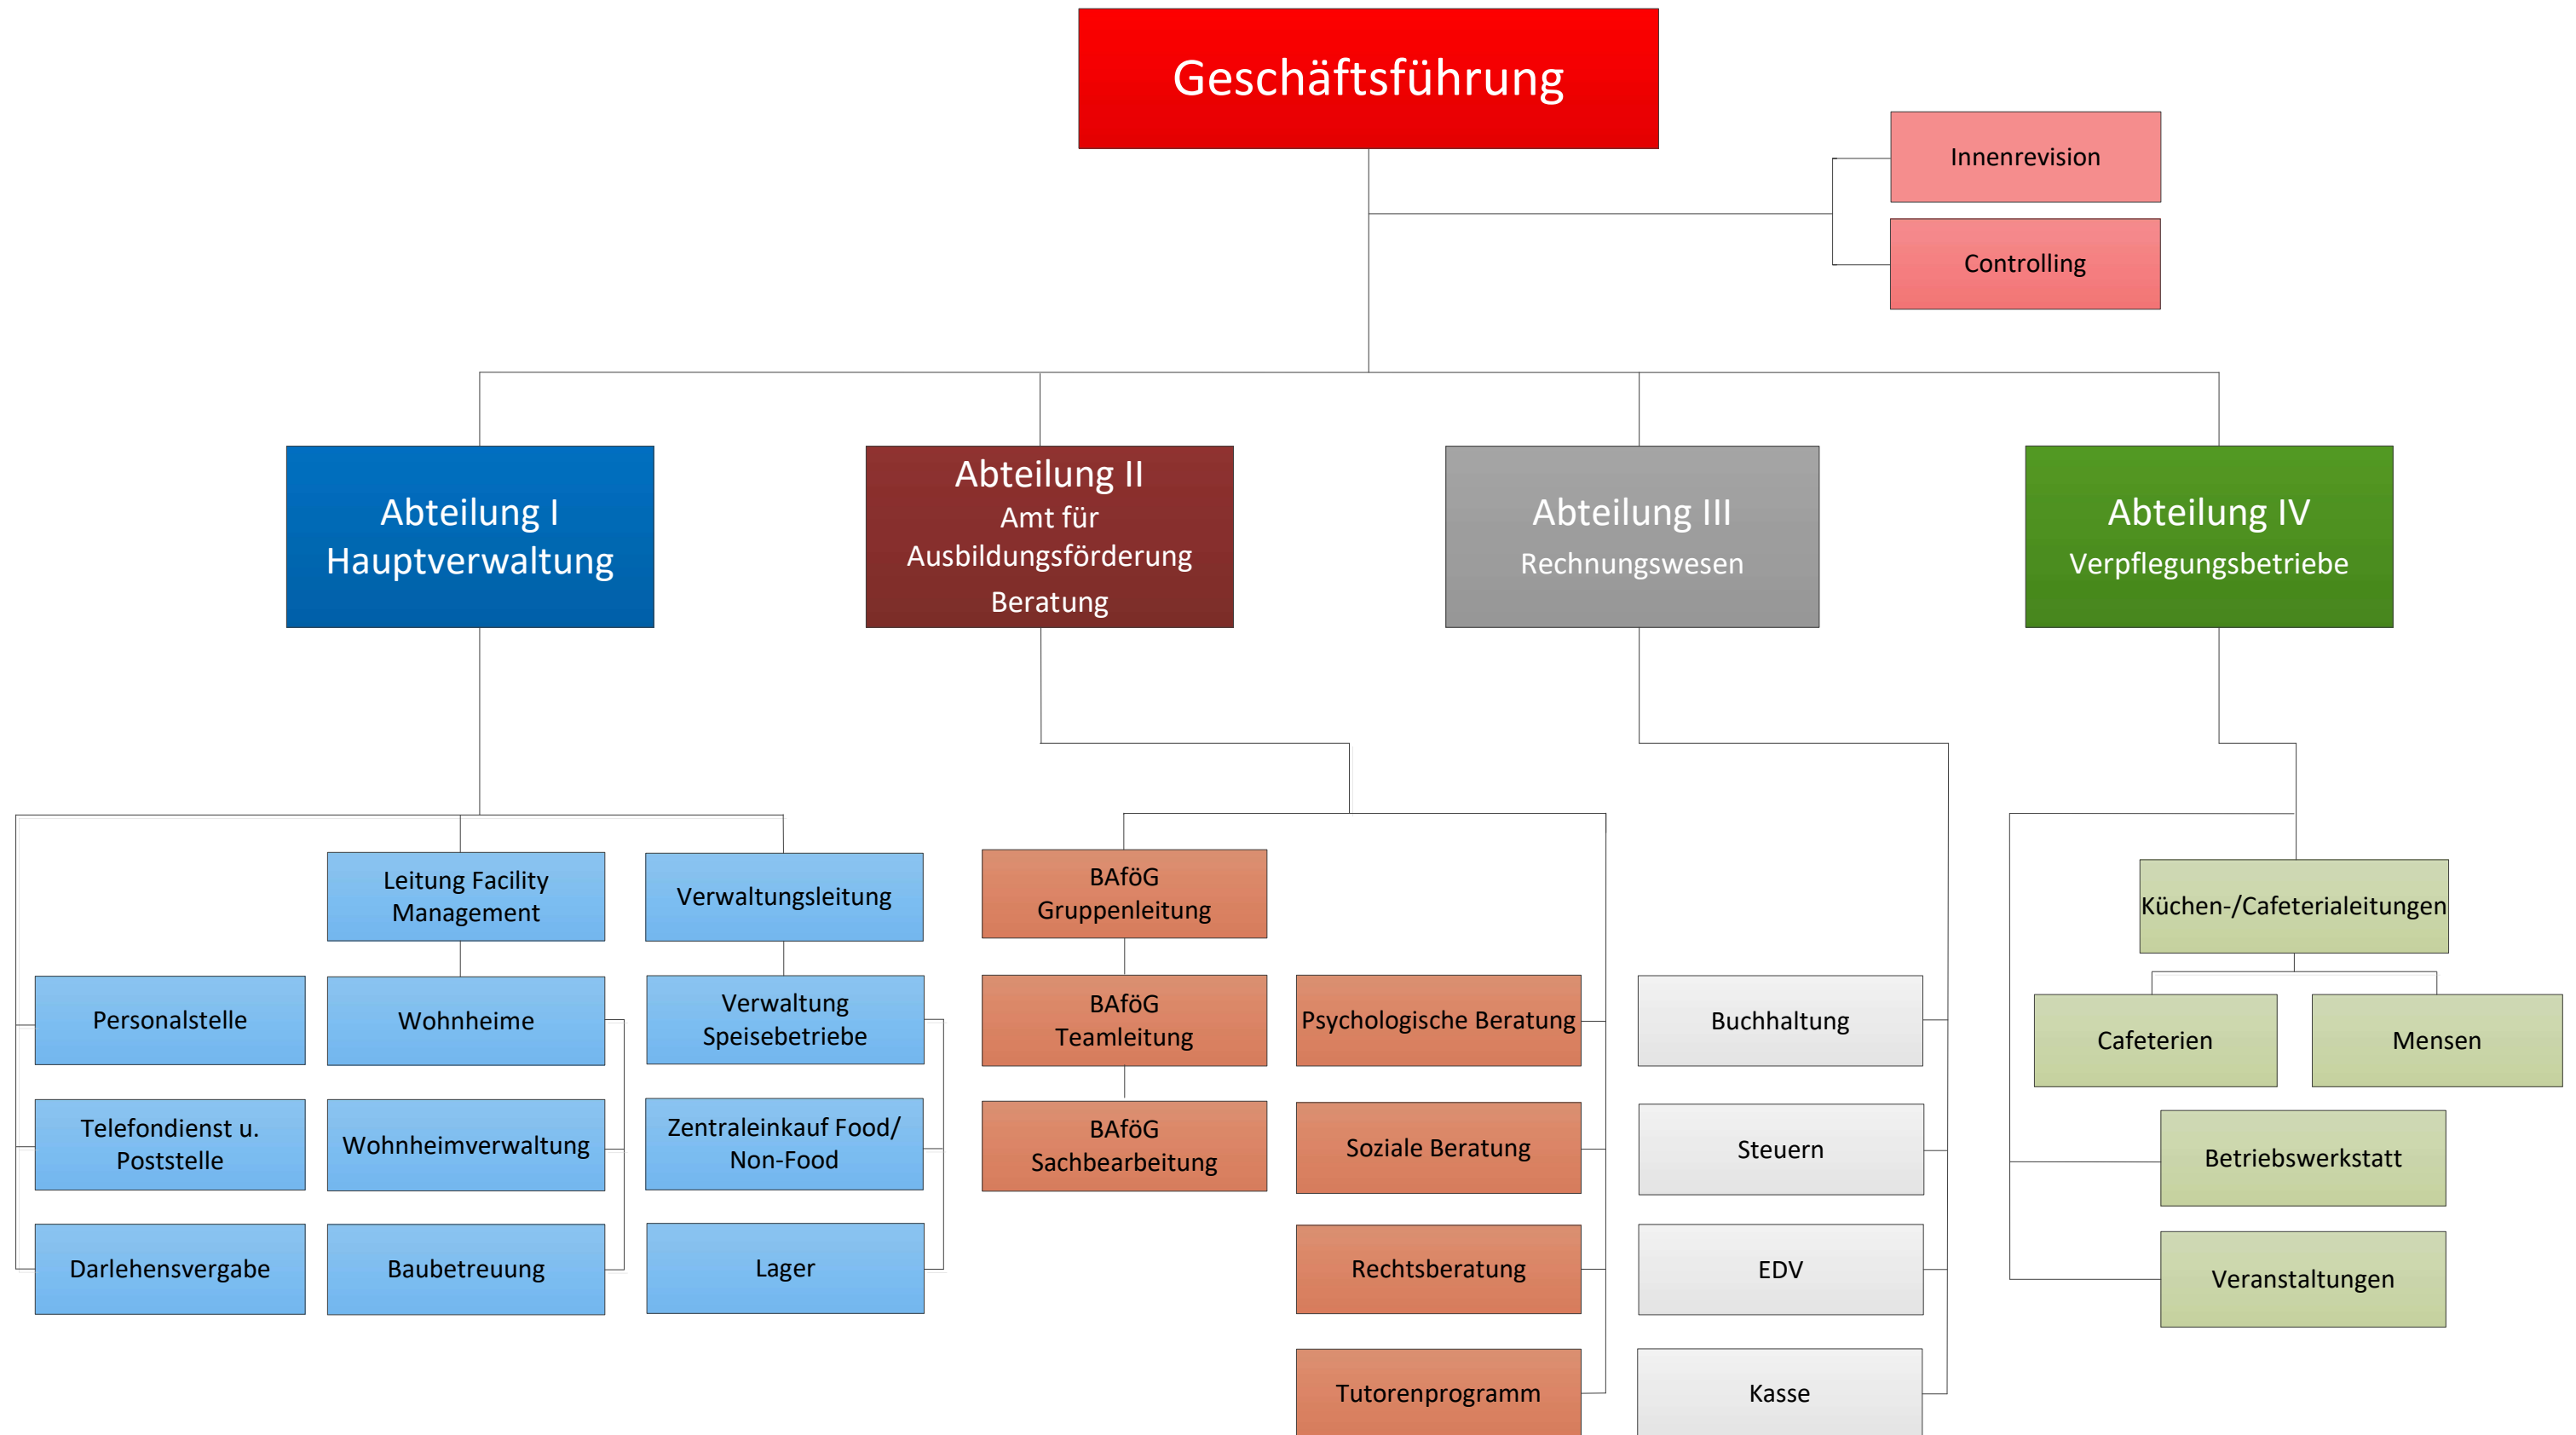 Geschäftsführung
Innenrevision
Controlling
Abteilung I
Hauptverwaltung
Abteilung II
Amt für
Ausbildungsförderung
Beratung
Abteilung III
Rechnungswesen
Abteilung IV
Verpflegungsbetriebe
Leitung Facility
Management
Verwaltungsleitung
BAföG
Gruppenleitung
Küchen-/Cafeterialeitungen
Personalstelle
Wohnheime
Verwaltung
Speisebetriebe
BAföG
Teamleitung
Psychologische Beratung
Buchhaltung
Cafeterien
Mensen
Telefondienst u.
Poststelle
Wohnheimverwaltung
Zentraleinkauf Food/
Non-Food
BAföG
Sachbearbeitung
Soziale Beratung
Steuern
Betriebswerkstatt
Darlehensvergabe
Baubetreuung
Lager
Rechtsberatung
EDV
Veranstaltungen
Tutorenprogramm
Kasse